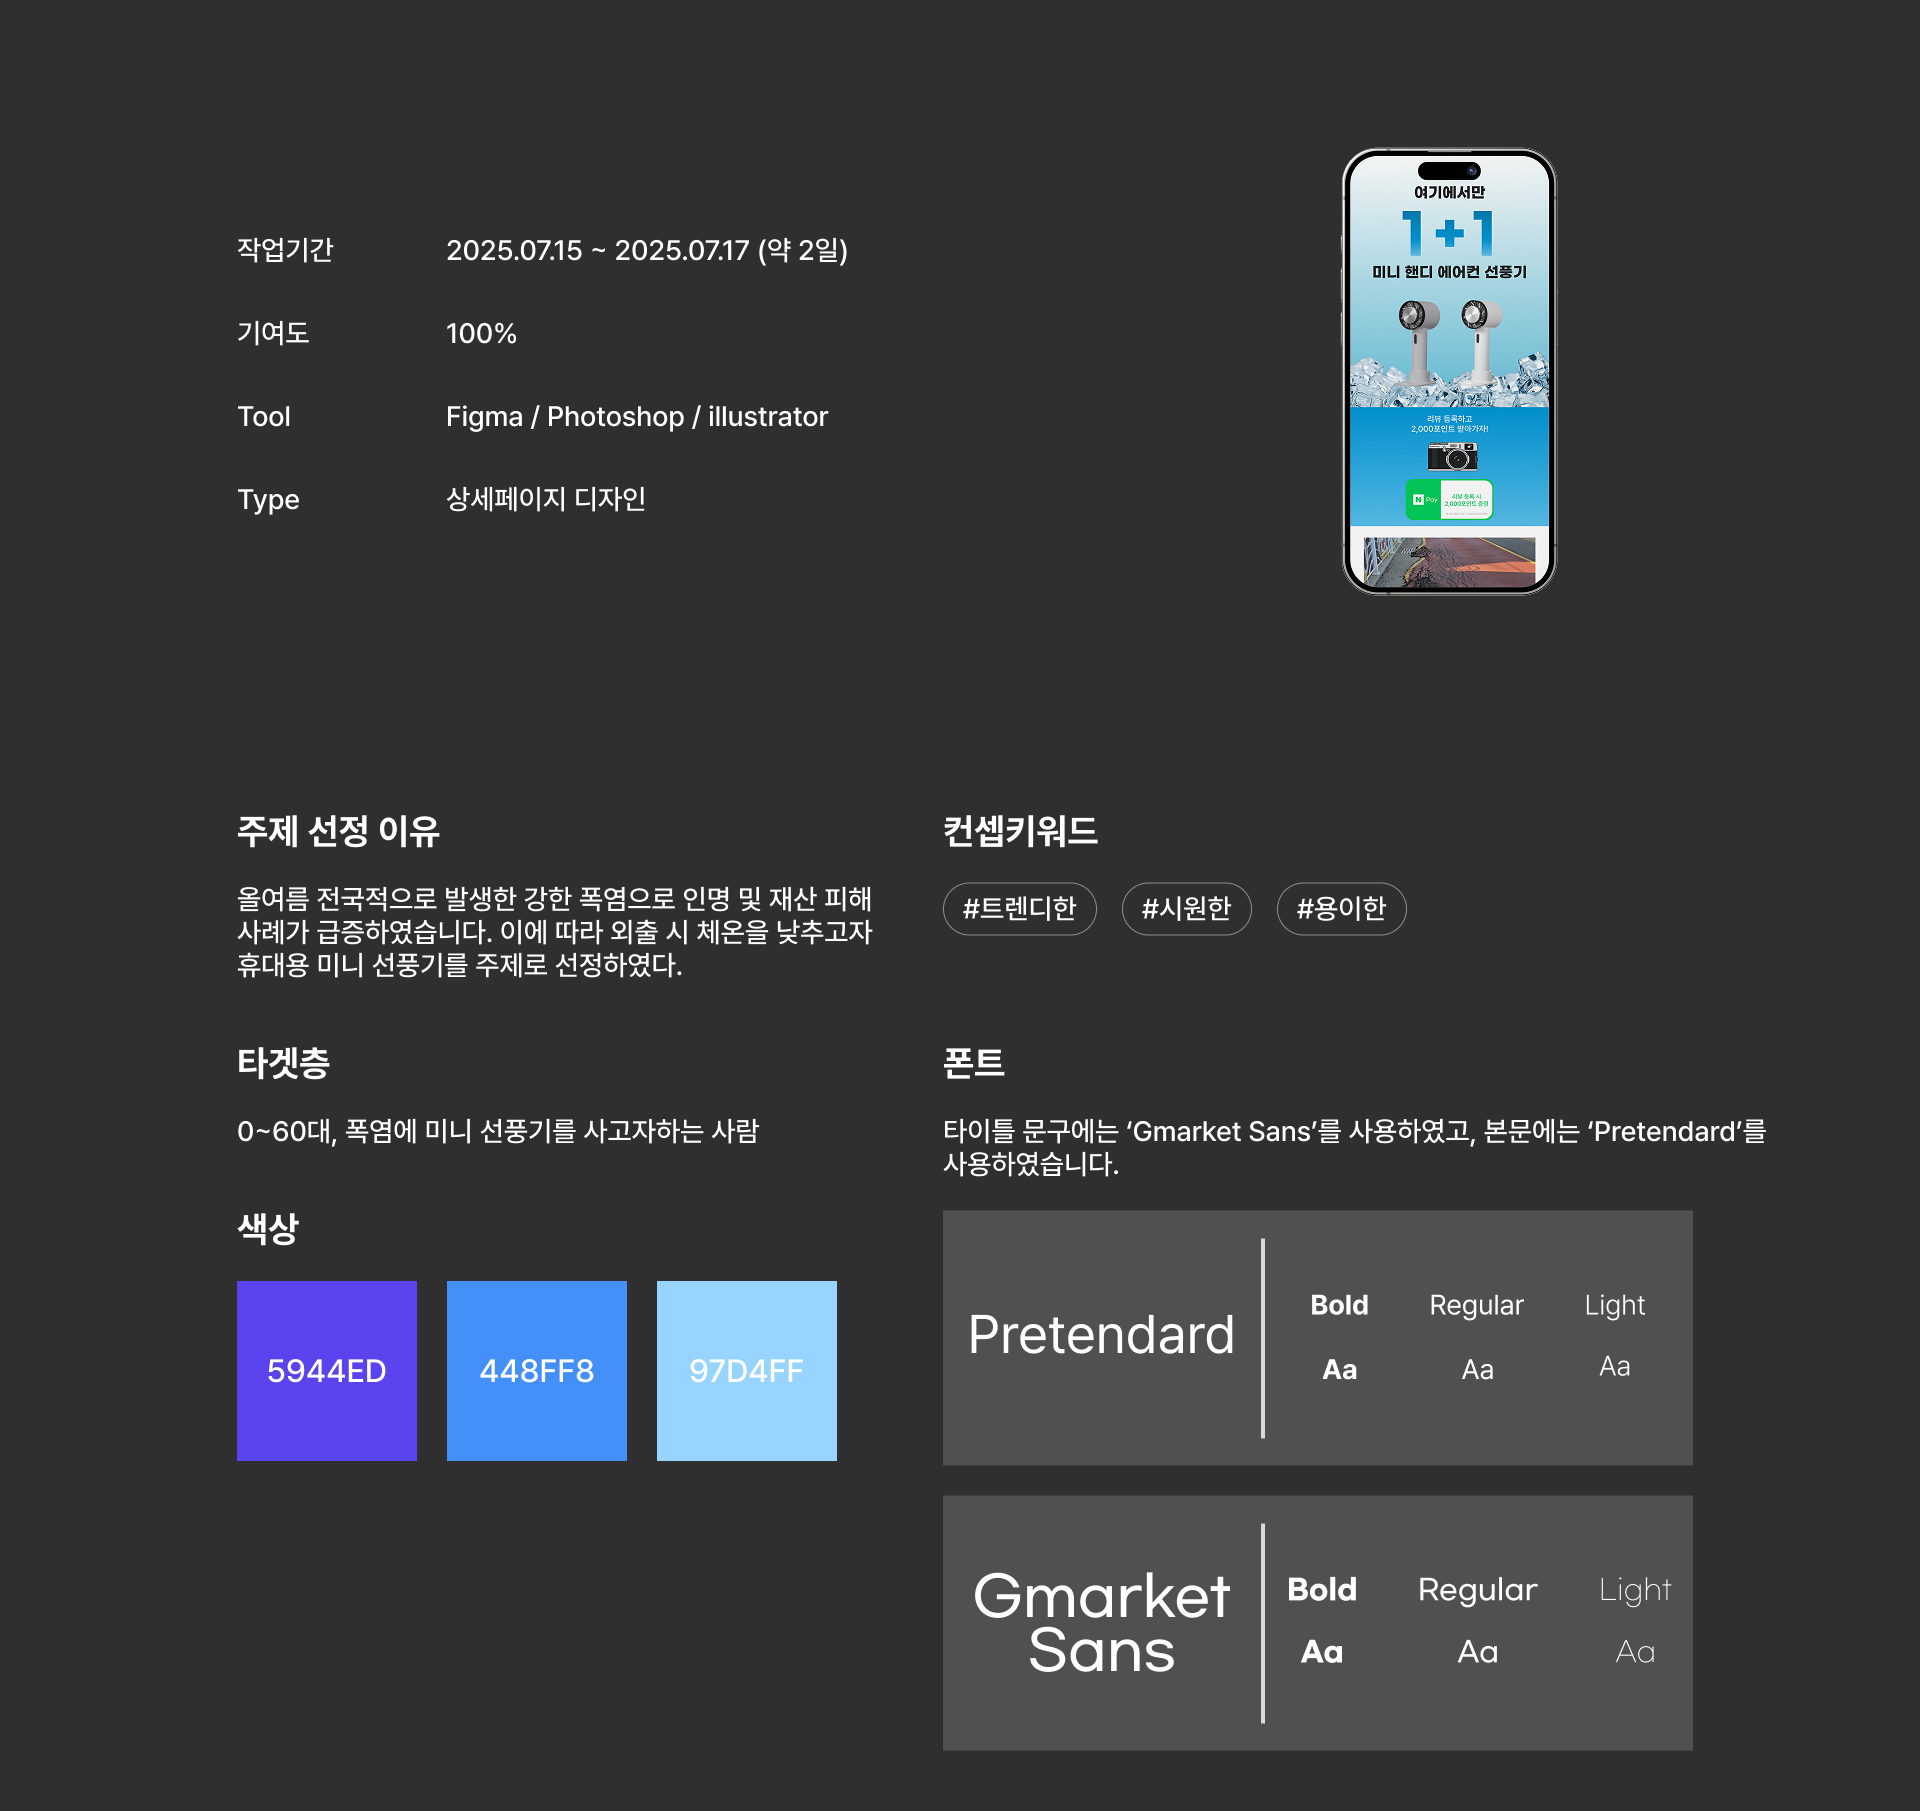 작업기간 2025.07.15 ~ 2025.07.17 (약 2일)
기여도 100%
Tool Figma / Photoshop / illustrator
Type 상세페이지 디자인
여기에서만
1+1
미니 핸디 에어컨 선풍기
리뷰 등록하고
2,000포인트 받아가자!
N Pay
리뷰 등록 시
2,000포인트 증정
주제 선정 이유
올여름 전국적으로 발생한 강한 폭염으로 인명 및 재산 피해
사례가 급증하였습니다. 이에 따라 외출 시 체온을 낮추고자
휴대용 미니 선풍기를 주제로 선정하였다.
컨셉키워드
#트렌디한 #시원한 #용이한
타겟층
0~60대, 폭염에 미니 선풍기를 사고자하는 사람
색상
5944ED 448FF8 97D4FF
폰트
타이틀 문구에는 ‘Gmarket Sans’를 사용하였고, 본문에는 ‘Pretendard’를
사용하였습니다.
Pretendard
Bold Regular Light
Aa Aa Aa
Gmarket
Sans
Bold Regular Light
Aa Aa Aa